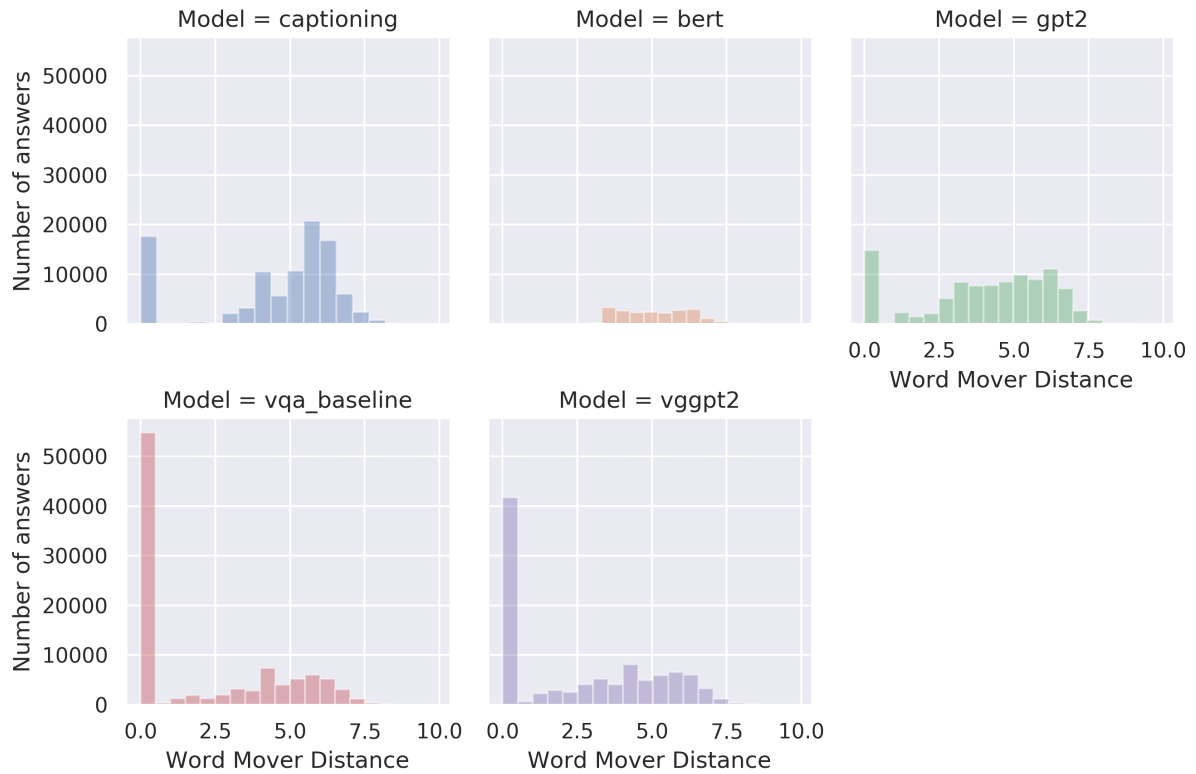 Model = captioning
Model = bert
Model = gpt2
Number of answers
50000
40000
30000
20000
10000
0
0.0 2.5 5.0 7.5 10.0
Word Mover Distance
Model = vqa_baseline
Model = vggpt2
Number of answers
50000
40000
30000
20000
10000
0
0.0 2.5 5.0 7.5 10.0
0.0 2.5 5.0 7.5 10.0
Word Mover Distance
Word Mover Distance